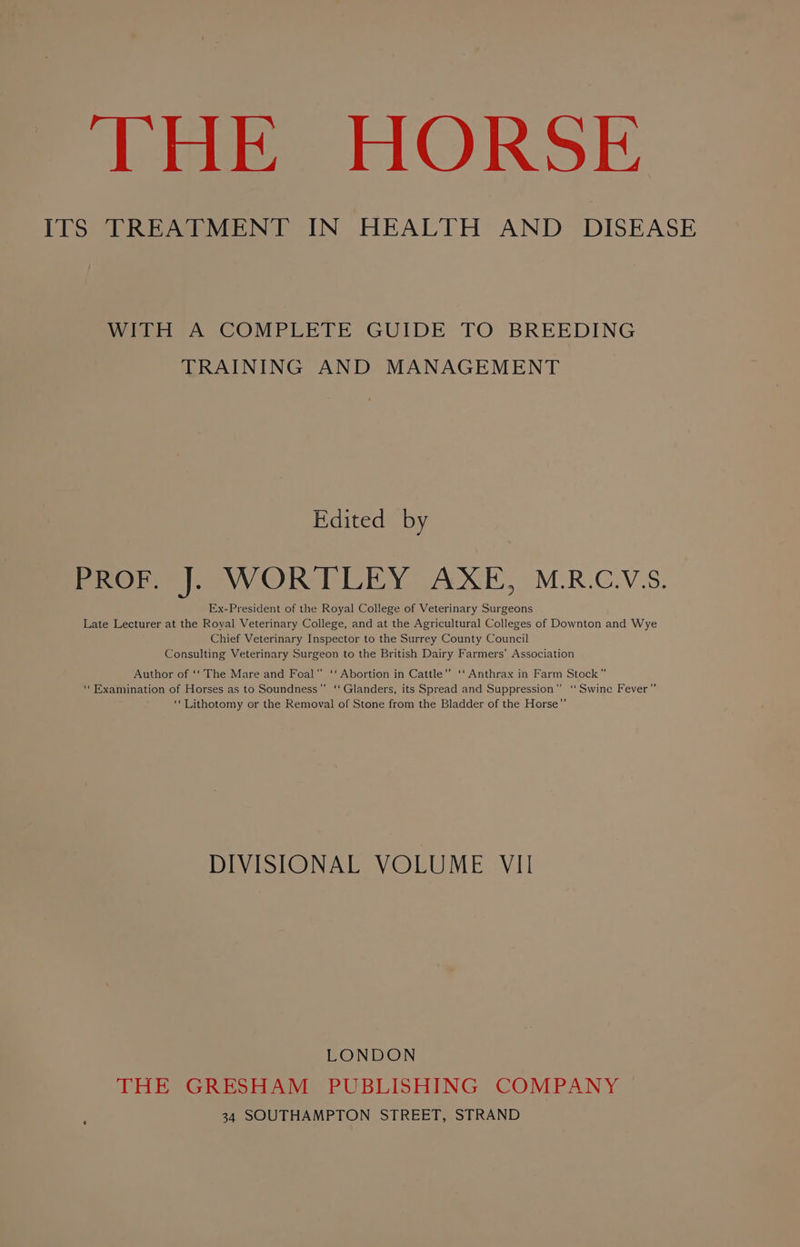 THE HORSE
ITS TREATMENT IN HEALTH AND DISEASE
WITH A COMPLETE GUIDE TO BREEDING
TRAINING AND MANAGEMENT
Edited by
PROF. J. WORTLEY AXE, M.R.C.V.S.
Ex-President of the Royal College of Veterinary Surgeons
Late Lecturer at the Royal Veterinary College, and at the Agricultural Colleges of Downton and Wye
Chief Veterinary Inspector to the Surrey County Council
Consulting Veterinary Surgeon to the British Dairy Farmers' Association
Author of “The Mare and Foal” “Abortion in Cattle” “Anthrax in Farm Stock”
“Examination of Horses as to Soundness” “Glanders, its Spread and Suppression” “Swine Fever”
“Lithotomy or the Removal of Stone from the Bladder of the Horse”
DIVISIONAL VOLUME VII
LONDON
THE GRESHAM PUBLISHING COMPANY
34 SOUTHAMPTON STREET, STRAND